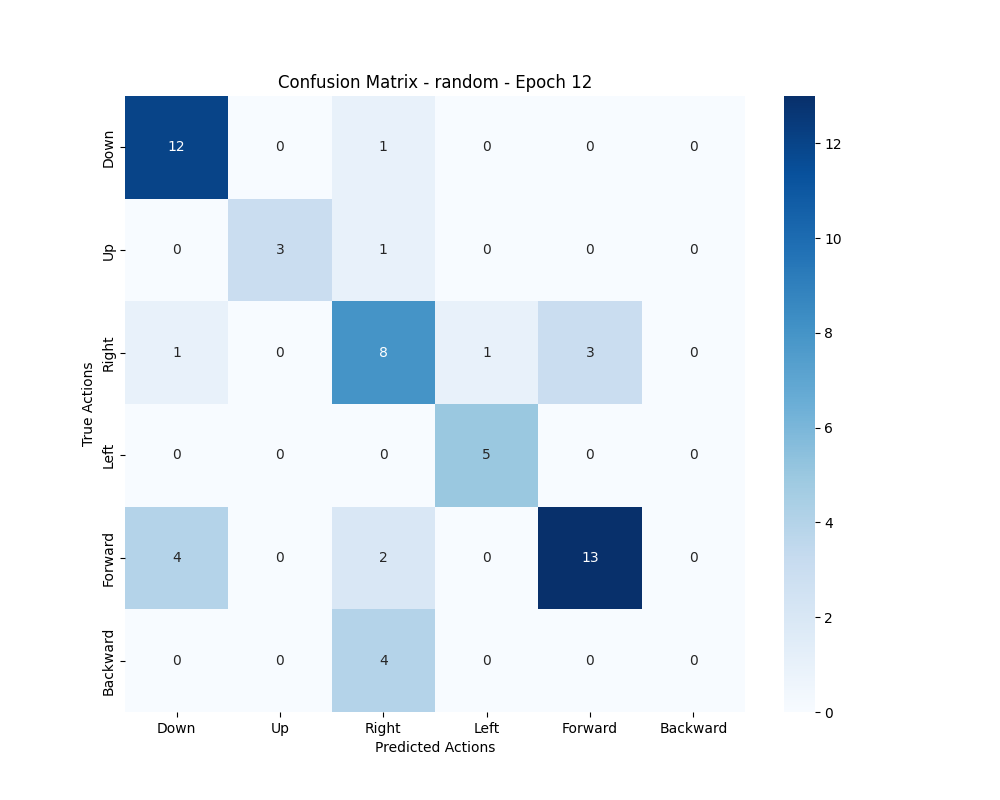 Confusion Matrix - random - Epoch 12
Down 12 0 1 0 0 0
Up 0 3 1 0 0 0
Right 1 0 8 1 3 0
Left 0 0 0 5 0 0
Forward 4 0 2 0 13 0
Backward 0 0 4 0 0 0
Down Up Right Left Forward Backward
Predicted Actions
True Actions
12
10
8
6
4
2
0